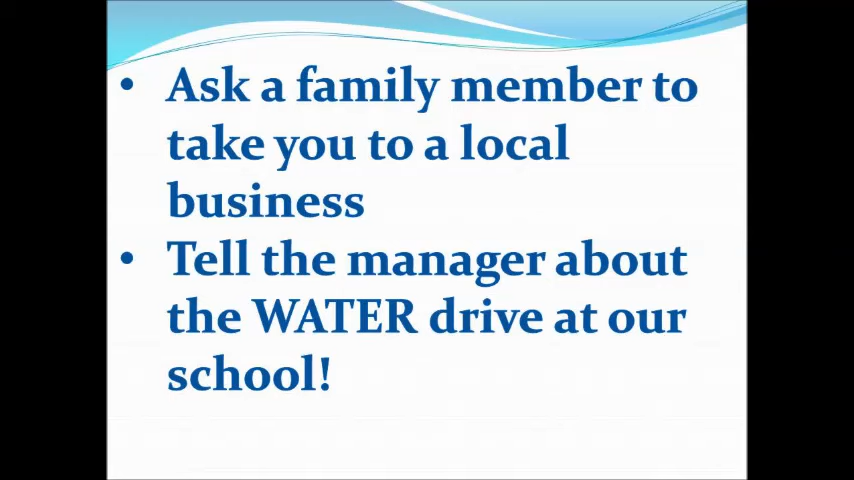 • Ask a family member to
take you to a local
business
• Tell the manager about
the WATER drive at our
school!